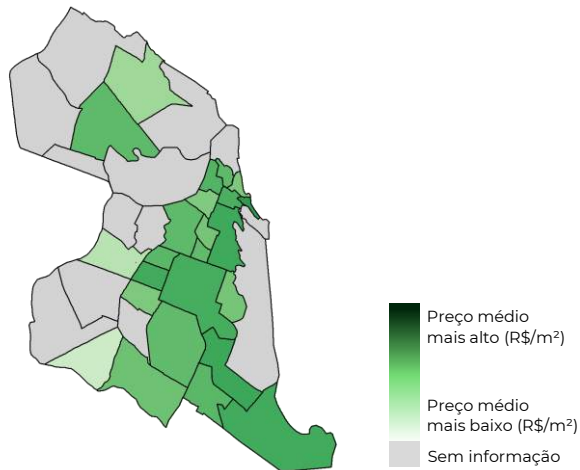 Preço médio
mais alto (R$/m²)
Preço médio
mais baixo (R$/m²)
Sem informação